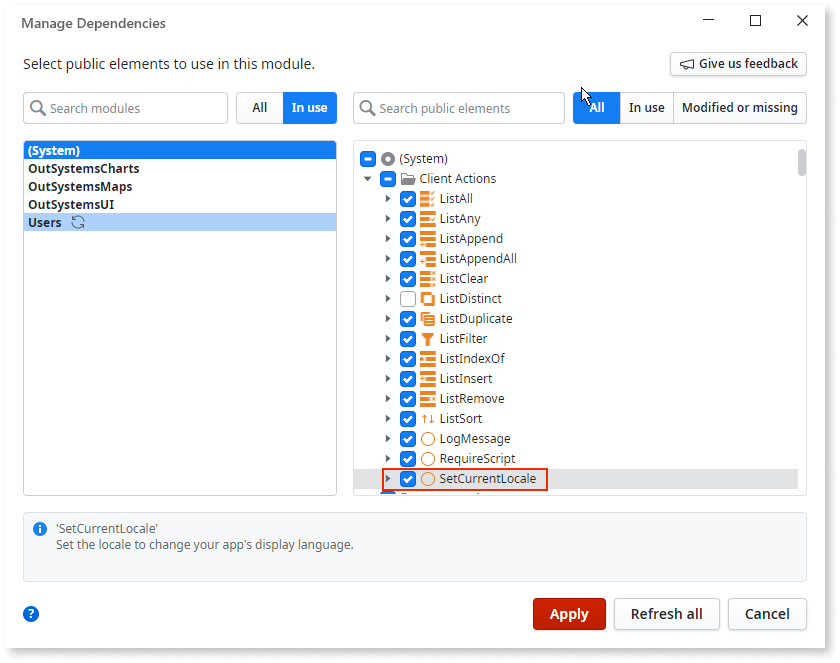 Manage Dependencies
Select public elements to use in this module.
Give us feedback
Search modules
All
In use
Search public elements
All
In use
Modified or missing
(System)
OutSystemsCharts
OutSystemsMaps
OutSystemsUI
Users
(System)
Client Actions
ListAll
ListAny
ListAppend
ListAppendAll
ListClear
ListDistinct
ListDuplicate
ListFilter
ListIndexOf
ListInsert
ListRemove
ListSort
LogMessage
RequireScript
SetCurrentLocale
'SetCurrentLocale'
Set the locale to change your app's display language.
?
Apply
Refresh all
Cancel